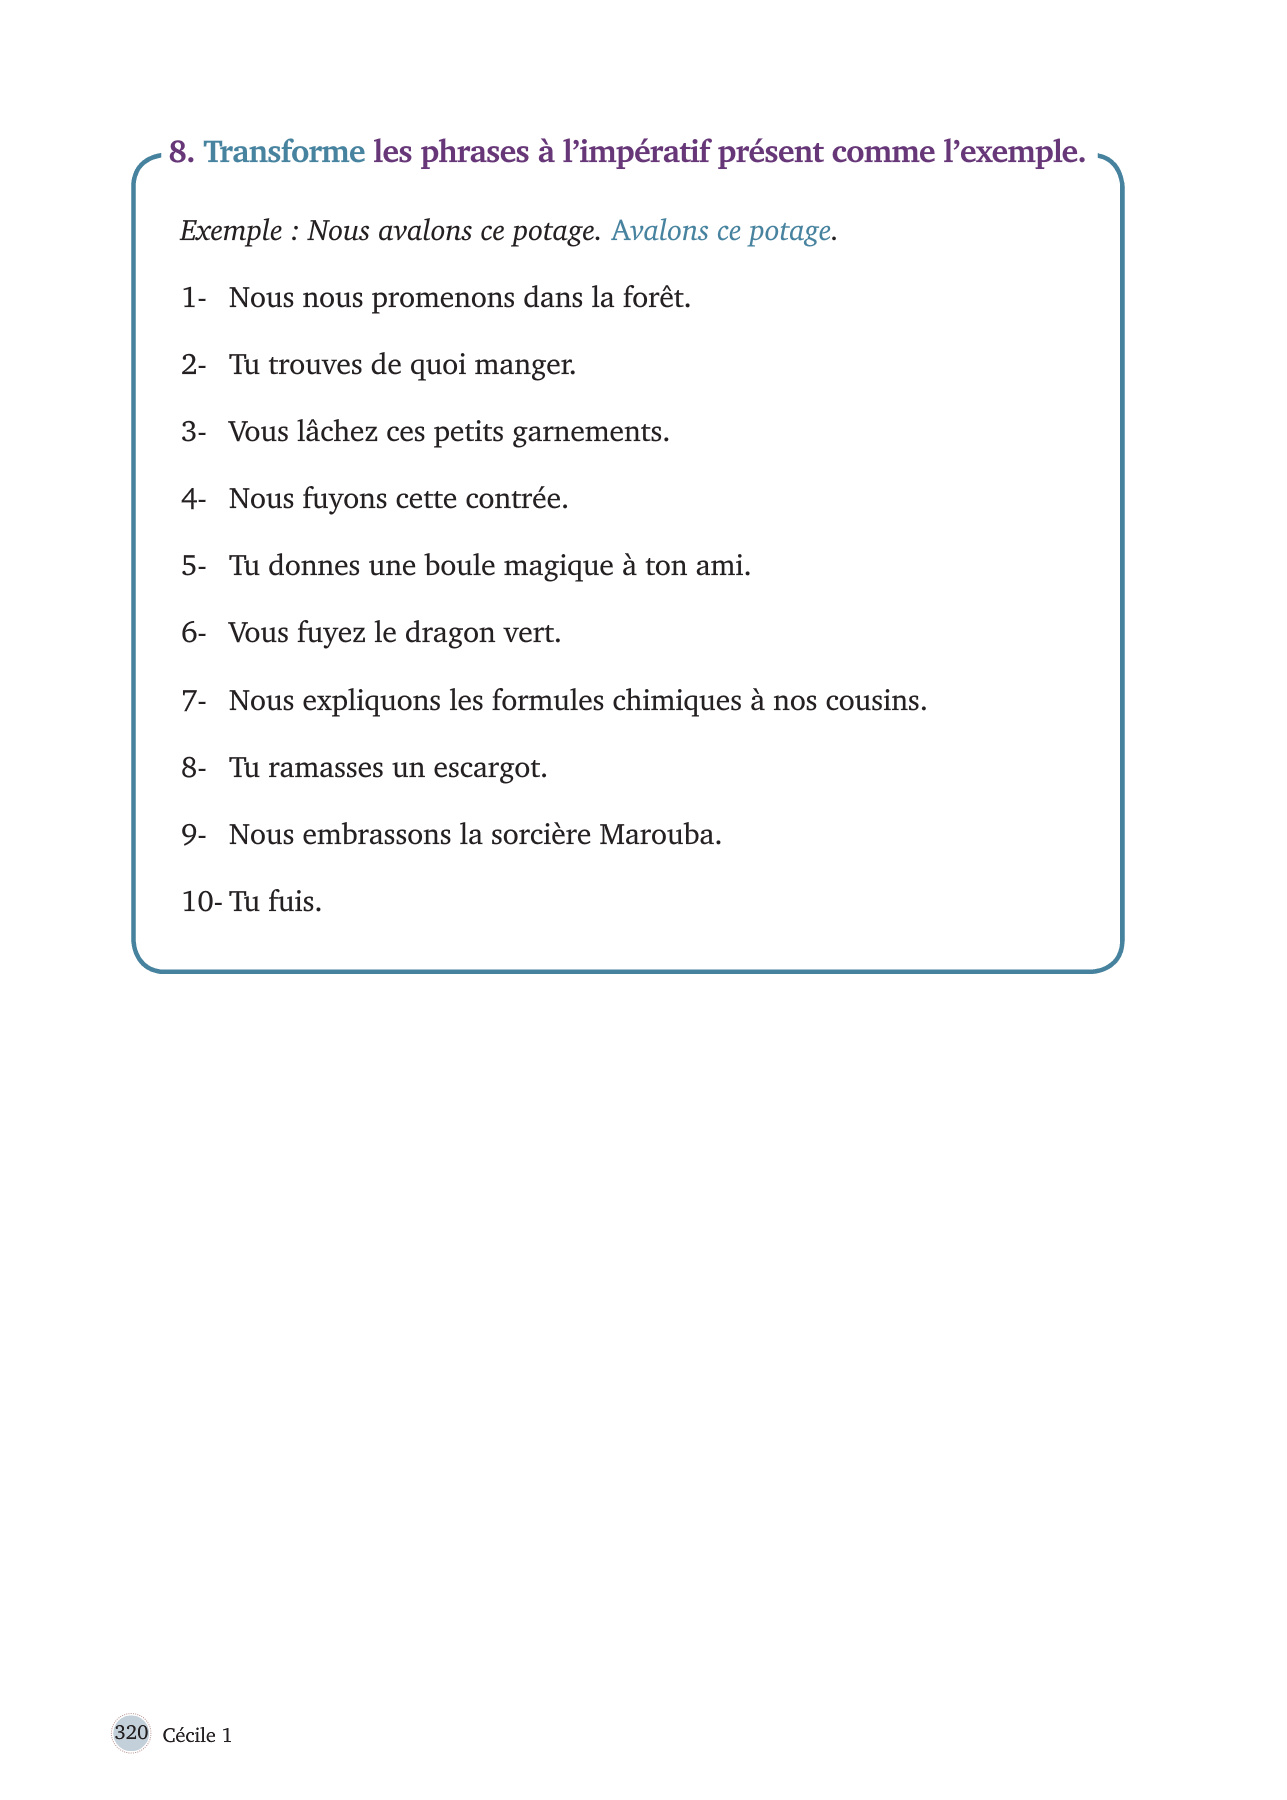 8. Transforme les phrases à l’impératif présent comme l’exemple.
Exemple : Nous avalons ce potage. Avalons ce potage.
1- Nous nous promenons dans la forêt.
2- Tu trouves de quoi manger.
3- Vous lâchez ces petits garnements.
4- Nous fuyons cette contrée.
5- Tu donnes une boule magique à ton ami.
6- Vous fuyez le dragon vert.
7- Nous expliquons les formules chimiques à nos cousins.
8- Tu ramasses un escargot.
9- Nous embrassons la sorcière Marouba.
10- Tu fuis.
320 Cécile 1